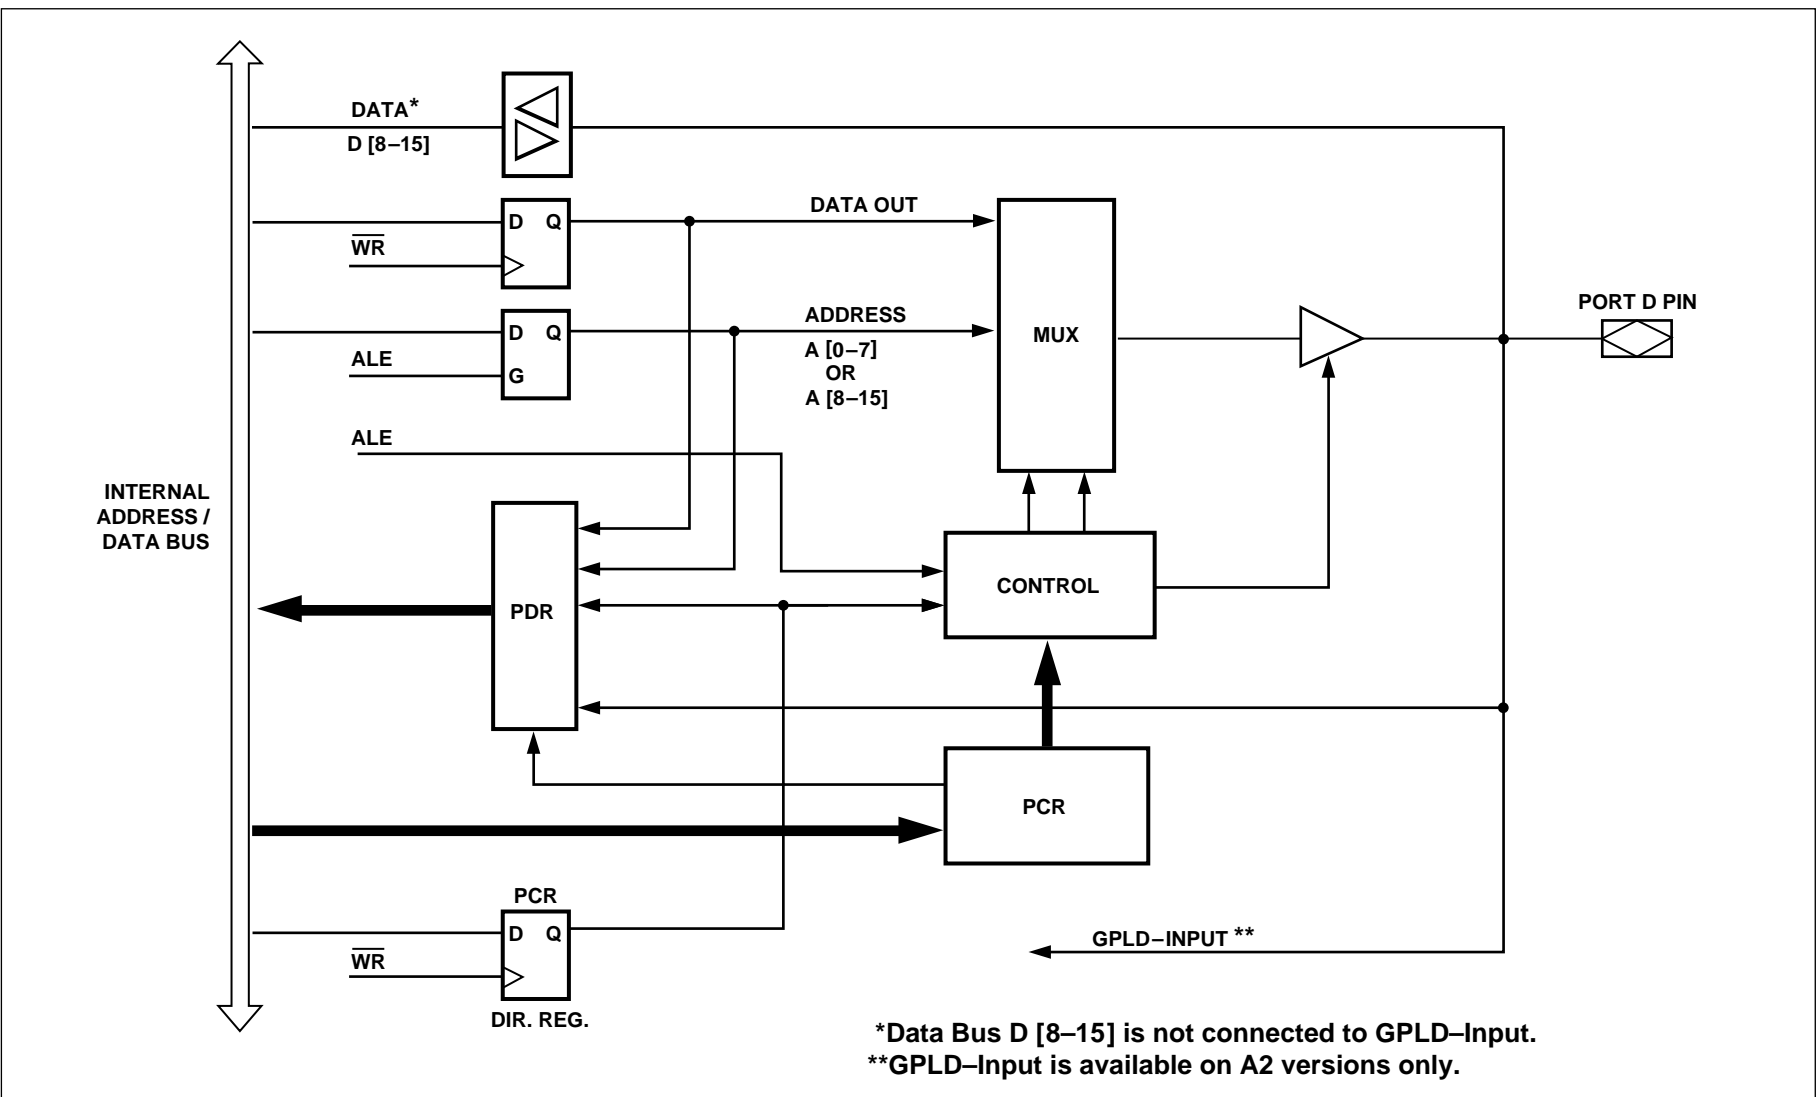 DATA*
D [8–15]
D Q
WR
DATA OUT
D Q
ALE
G
ADDRESS
A [0–7]
OR
A [8–15]
MUX
PORT D PIN
ALE
INTERNAL
ADDRESS /
DATA BUS
PDR
CONTROL
PCR
PCR
D Q
WR
DIR. REG.
GPLD–INPUT **
*Data Bus D [8–15] is not connected to GPLD–Input.
**GPLD–Input is available on A2 versions only.